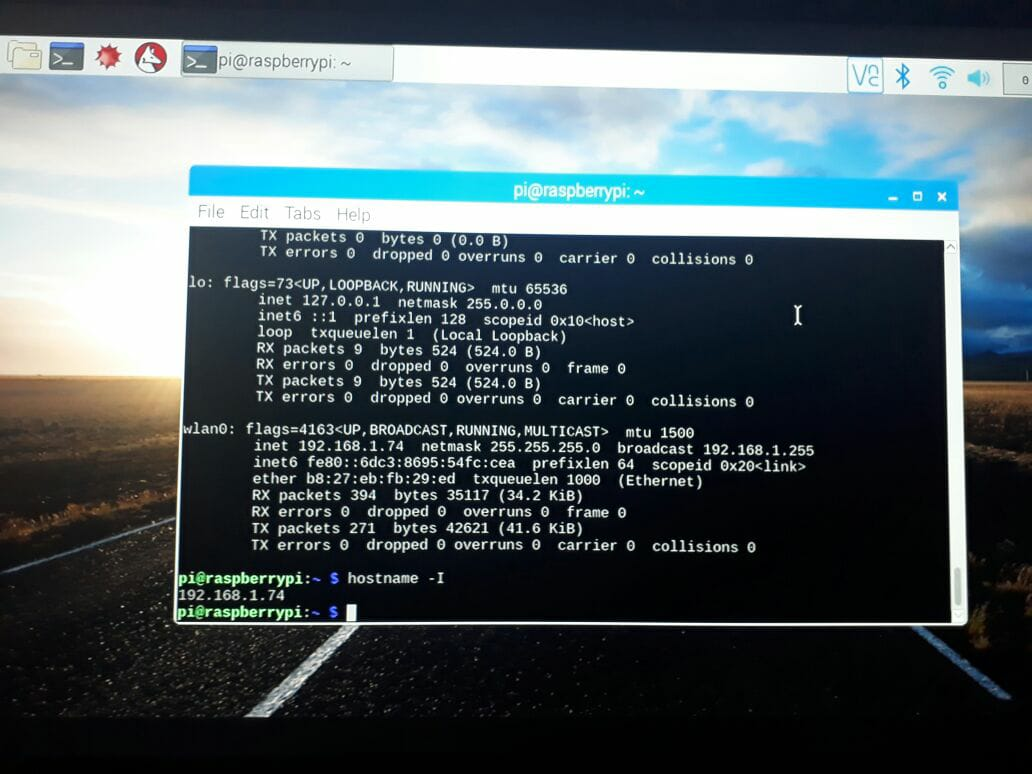 pi@raspberrypi: ~
VNC
0
pi@raspberrypi: ~
File Edit Tabs Help
TX packets 0 bytes 0 (0.0 B)
TX errors 0 dropped 0 overruns 0 carrier 0 collisions 0
lo: flags=73<UP,LOOPBACK,RUNNING> mtu 65536
inet 127.0.0.1 netmask 255.0.0.0
inet6 ::1 prefixlen 128 scopeid 0x10<host>
loop txqueuelen 1 (Local Loopback)
RX packets 9 bytes 524 (524.0 B)
RX errors 0 dropped 0 overruns 0 frame 0
TX packets 9 bytes 524 (524.0 B)
TX errors 0 dropped 0 overruns 0 carrier 0 collisions 0
wlan0: flags=4163<UP,BROADCAST,RUNNING,MULTICAST> mtu 1500
inet 192.168.1.74 netmask 255.255.255.0 broadcast 192.168.1.255
inet6 fe80::6dc3:8695:54fc:cea prefixlen 64 scopeid 0x20<link>
ether b8:27:eb:fb:29:ed txqueuelen 1000 (Ethernet)
RX packets 394 bytes 35117 (34.2 KiB)
RX errors 0 dropped 0 overruns 0 frame 0
TX packets 271 bytes 42621 (41.6 KiB)
TX errors 0 dropped 0 overruns 0 carrier 0 collisions 0
pi@raspberrypi:~ $ hostname -I
192.168.1.74
pi@raspberrypi:~ $